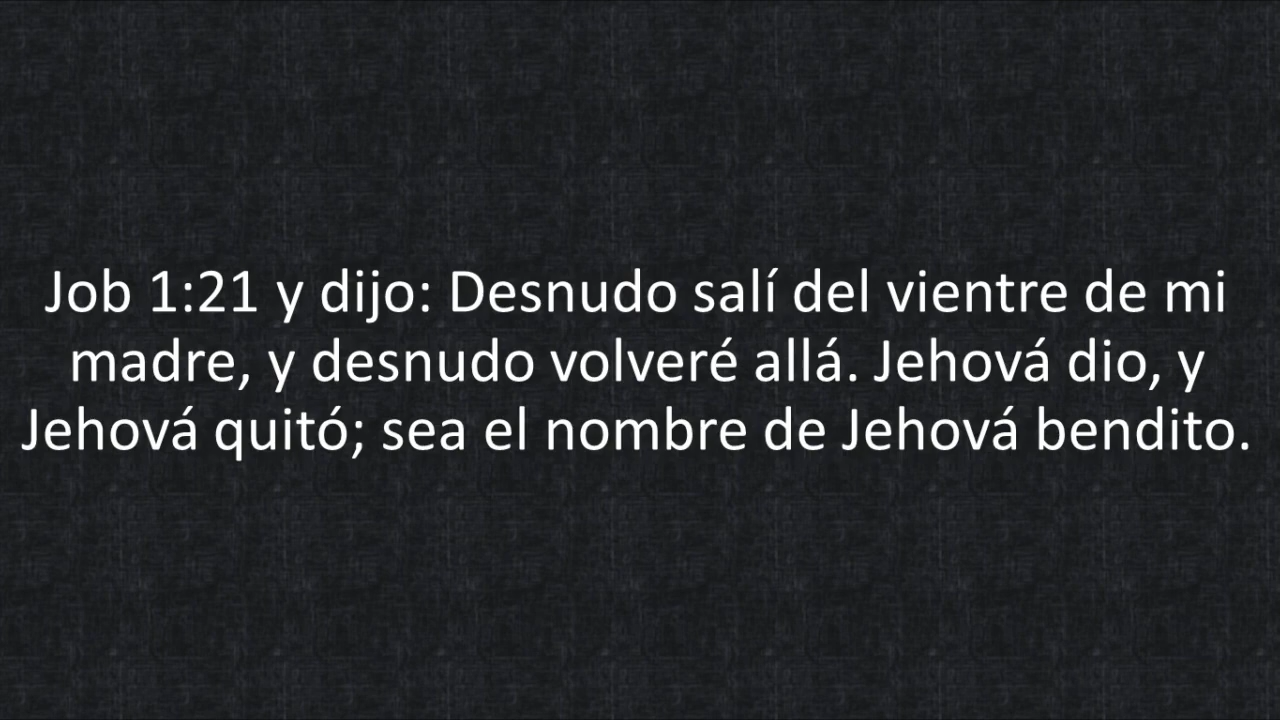 Job 1:21 y dijo: Desnudo salí del vientre de mi
madre, y desnudo volveré allá. Jehová dio, y
Jehová quitó; sea el nombre de Jehová bendito.